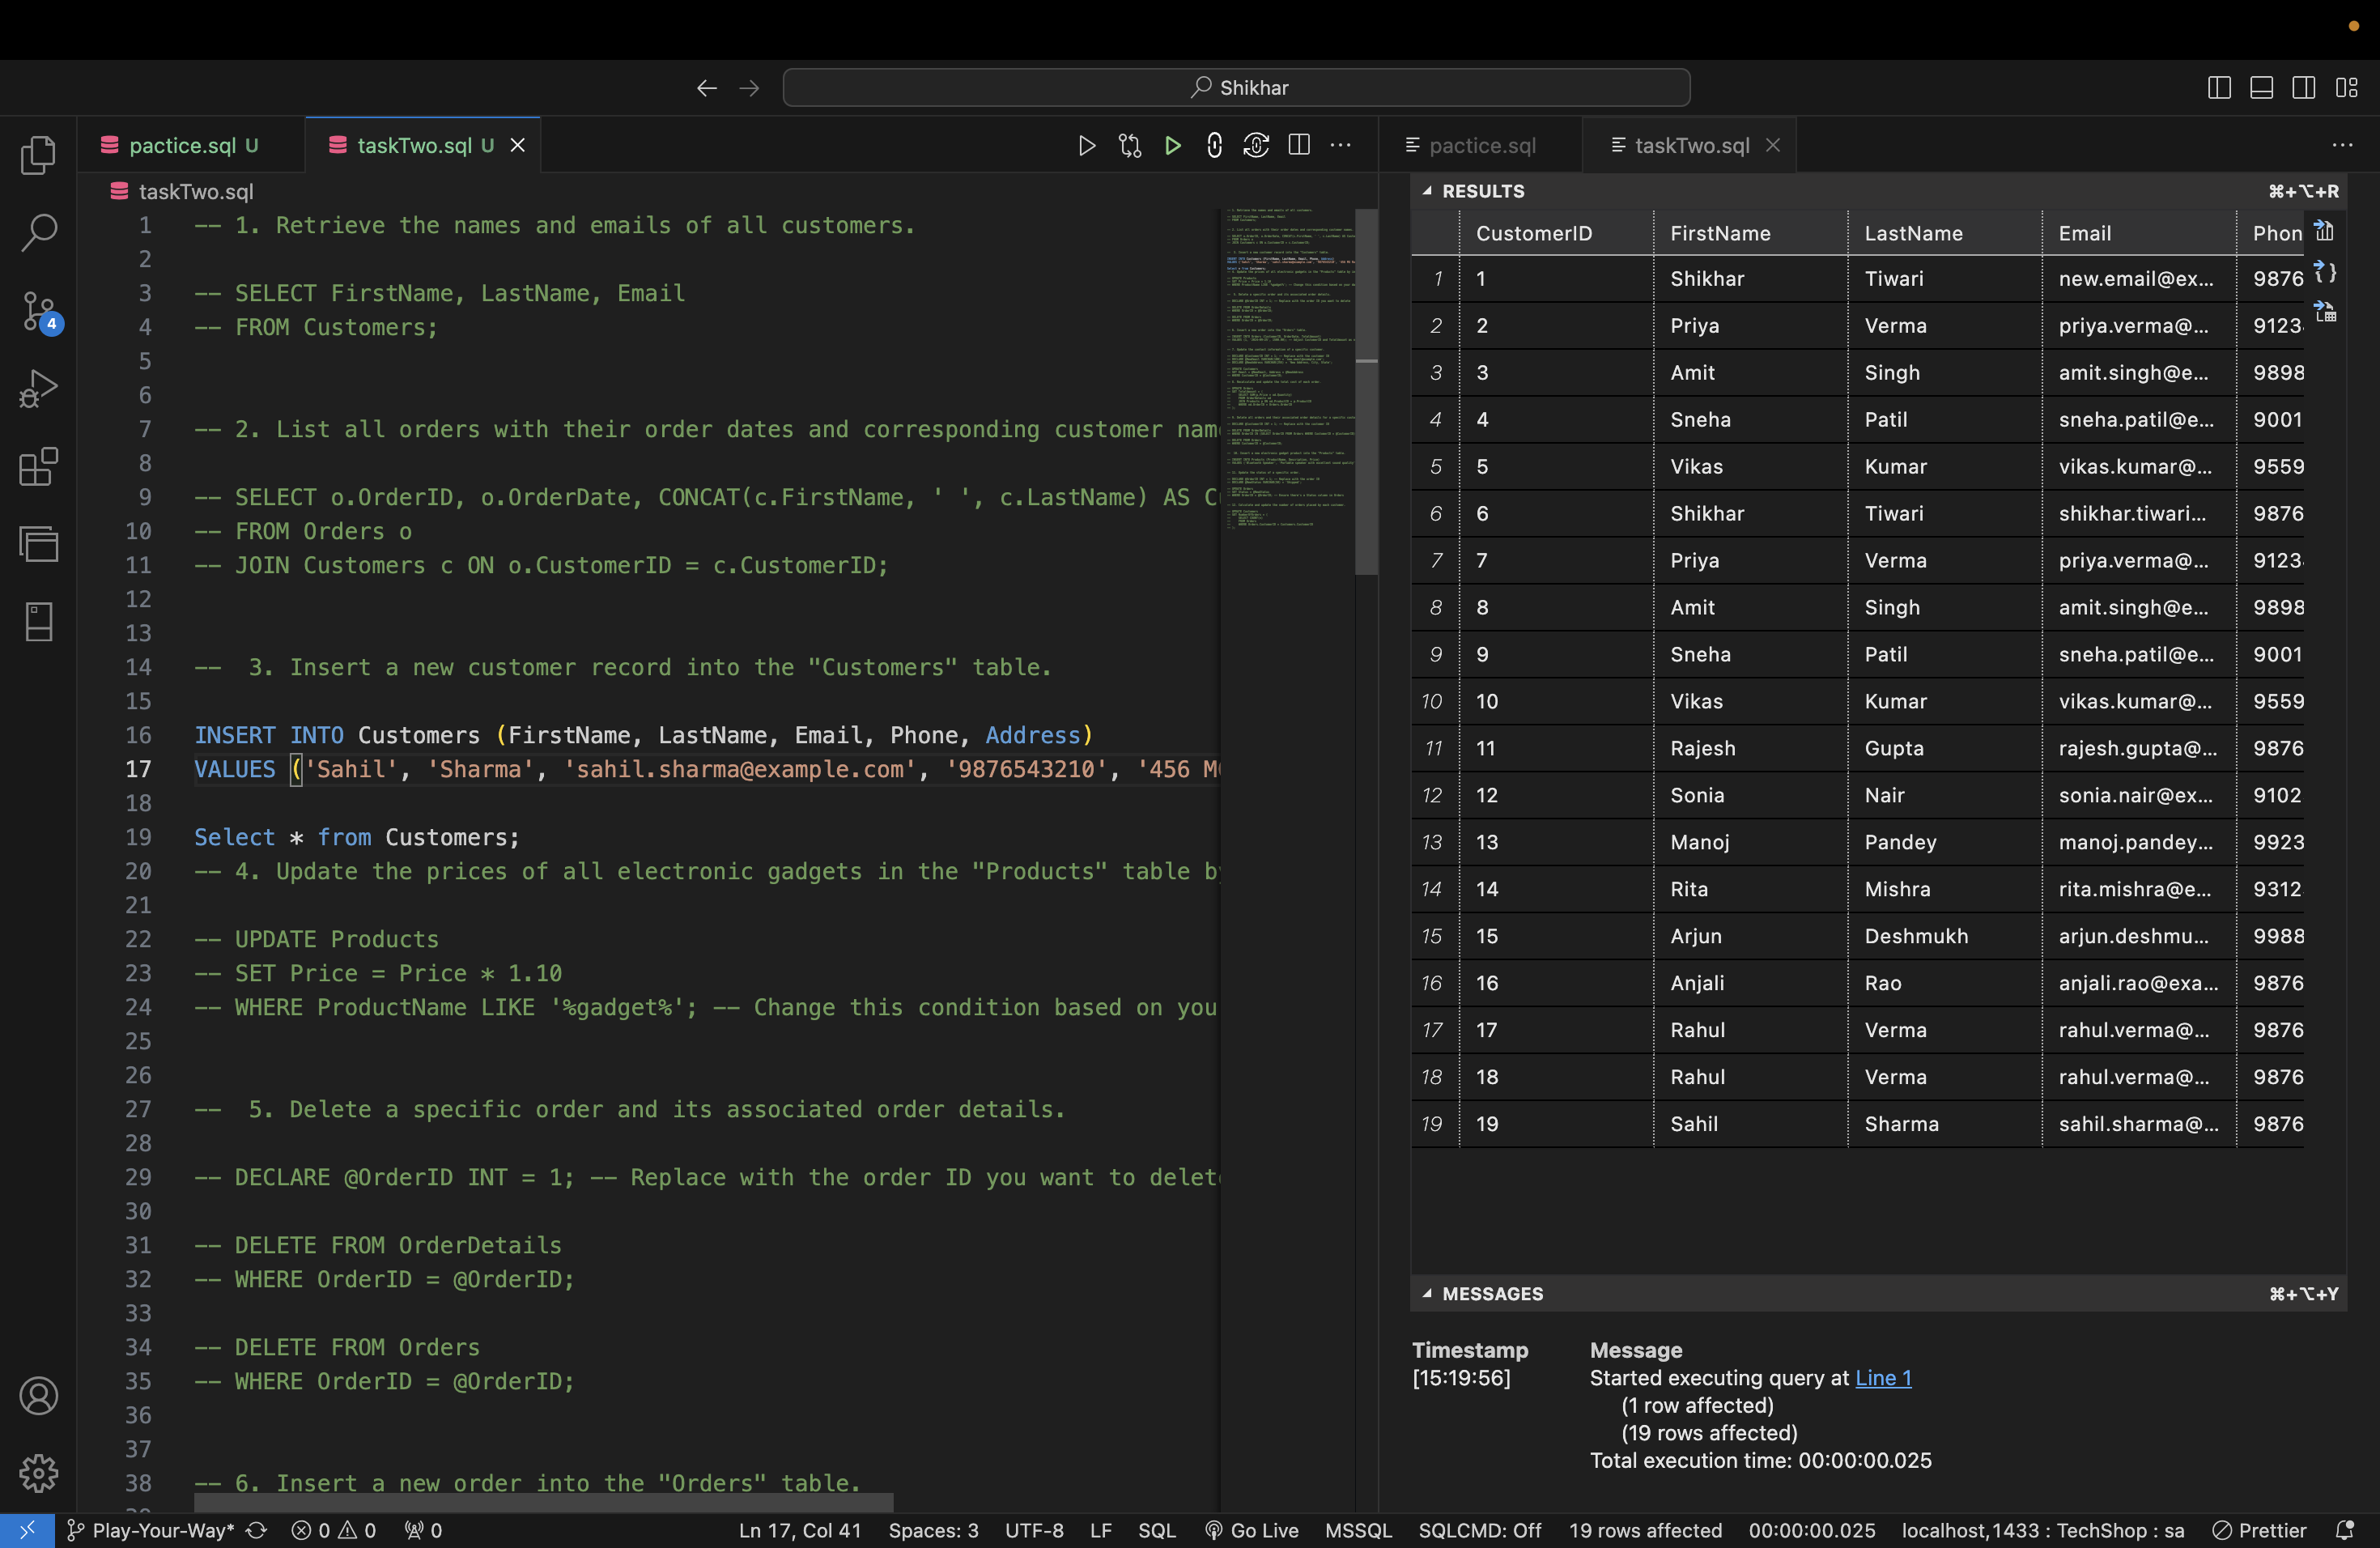 Shikhar
pactice.sql U
taskTwo.sql U
pactice.sql
taskTwo.sql
taskTwo.sql
1 -- 1. Retrieve the names and emails of all customers.
2
3 -- SELECT FirstName, LastName, Email
4 -- FROM Customers;
5
6
7 -- 2. List all orders with their order dates and corresponding customer nam
8
9 -- SELECT o.OrderID, o.OrderDate, CONCAT(c.FirstName, ' ', c.LastName) AS C
10 -- FROM Orders o
11 -- JOIN Customers c ON o.CustomerID = c.CustomerID;
12
13
14 --  3. Insert a new customer record into the "Customers" table.
15
16 INSERT INTO Customers (FirstName, LastName, Email, Phone, Address)
17 VALUES ('Sahil', 'Sharma', 'sahil.sharma@example.com', '9876543210', '456 M
18
19 Select * from Customers;
20 -- 4. Update the prices of all electronic gadgets in the "Products" table by
21
22 -- UPDATE Products
23 -- SET Price = Price * 1.10
24 -- WHERE ProductName LIKE '%gadget%'; -- Change this condition based on you
25
26
27 --  5. Delete a specific order and its associated order details.
28
29 -- DECLARE @OrderID INT = 1; -- Replace with the order ID you want to delete
30
31 -- DELETE FROM OrderDetails
32 -- WHERE OrderID = @OrderID;
33
34 -- DELETE FROM Orders
35 -- WHERE OrderID = @OrderID;
36
37
38 -- 6. Insert a new order into the "Orders" table.
RESULTS ⌘+⌥+R
CustomerID FirstName LastName Email Phon
1 1 Shikhar Tiwari new.email@ex... 9876
2 2 Priya Verma priya.verma@... 9123
3 3 Amit Singh amit.singh@e... 9898
4 4 Sneha Patil sneha.patil@e... 9001
5 5 Vikas Kumar vikas.kumar@... 9559
6 6 Shikhar Tiwari shikhar.tiwari... 9876
7 7 Priya Verma priya.verma@... 9123
8 8 Amit Singh amit.singh@e... 9898
9 9 Sneha Patil sneha.patil@e... 9001
10 10 Vikas Kumar vikas.kumar@... 9559
11 11 Rajesh Gupta rajesh.gupta@... 9876
12 12 Sonia Nair sonia.nair@ex... 9102
13 13 Manoj Pandey manoj.pandey... 9923
14 14 Rita Mishra rita.mishra@e... 9312
15 15 Arjun Deshmukh arjun.deshmu... 9988
16 16 Anjali Rao anjali.rao@exa... 9876
17 17 Rahul Verma rahul.verma@... 9876
18 18 Rahul Verma rahul.verma@... 9876
19 19 Sahil Sharma sahil.sharma@... 9876
MESSAGES ⌘+⌥+Y
Timestamp Message
[15:19:56] Started executing query at Line 1
(1 row affected)
(19 rows affected)
Total execution time: 00:00:00.025
4
Play-Your-Way* 0 0 0 Ln 17, Col 41 Spaces: 3 UTF-8 LF SQL Go Live MSSQL SQLCMD: Off 19 rows affected 00:00:00.025 localhost,1433 : TechShop : sa Prettier